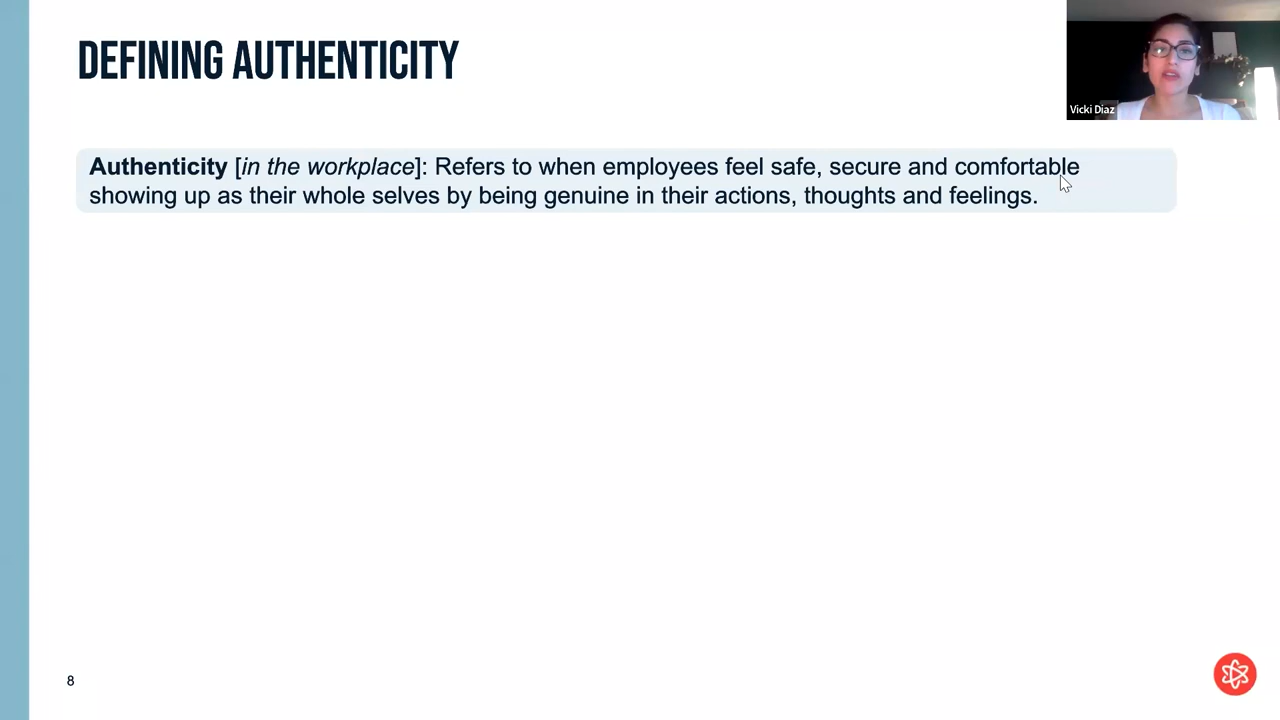 DEFINING AUTHENTICITY
Vicki Diaz
Authenticity [in the workplace]: Refers to when employees feel safe, secure and comfortable
showing up as their whole selves by being genuine in their actions, thoughts and feelings.
8